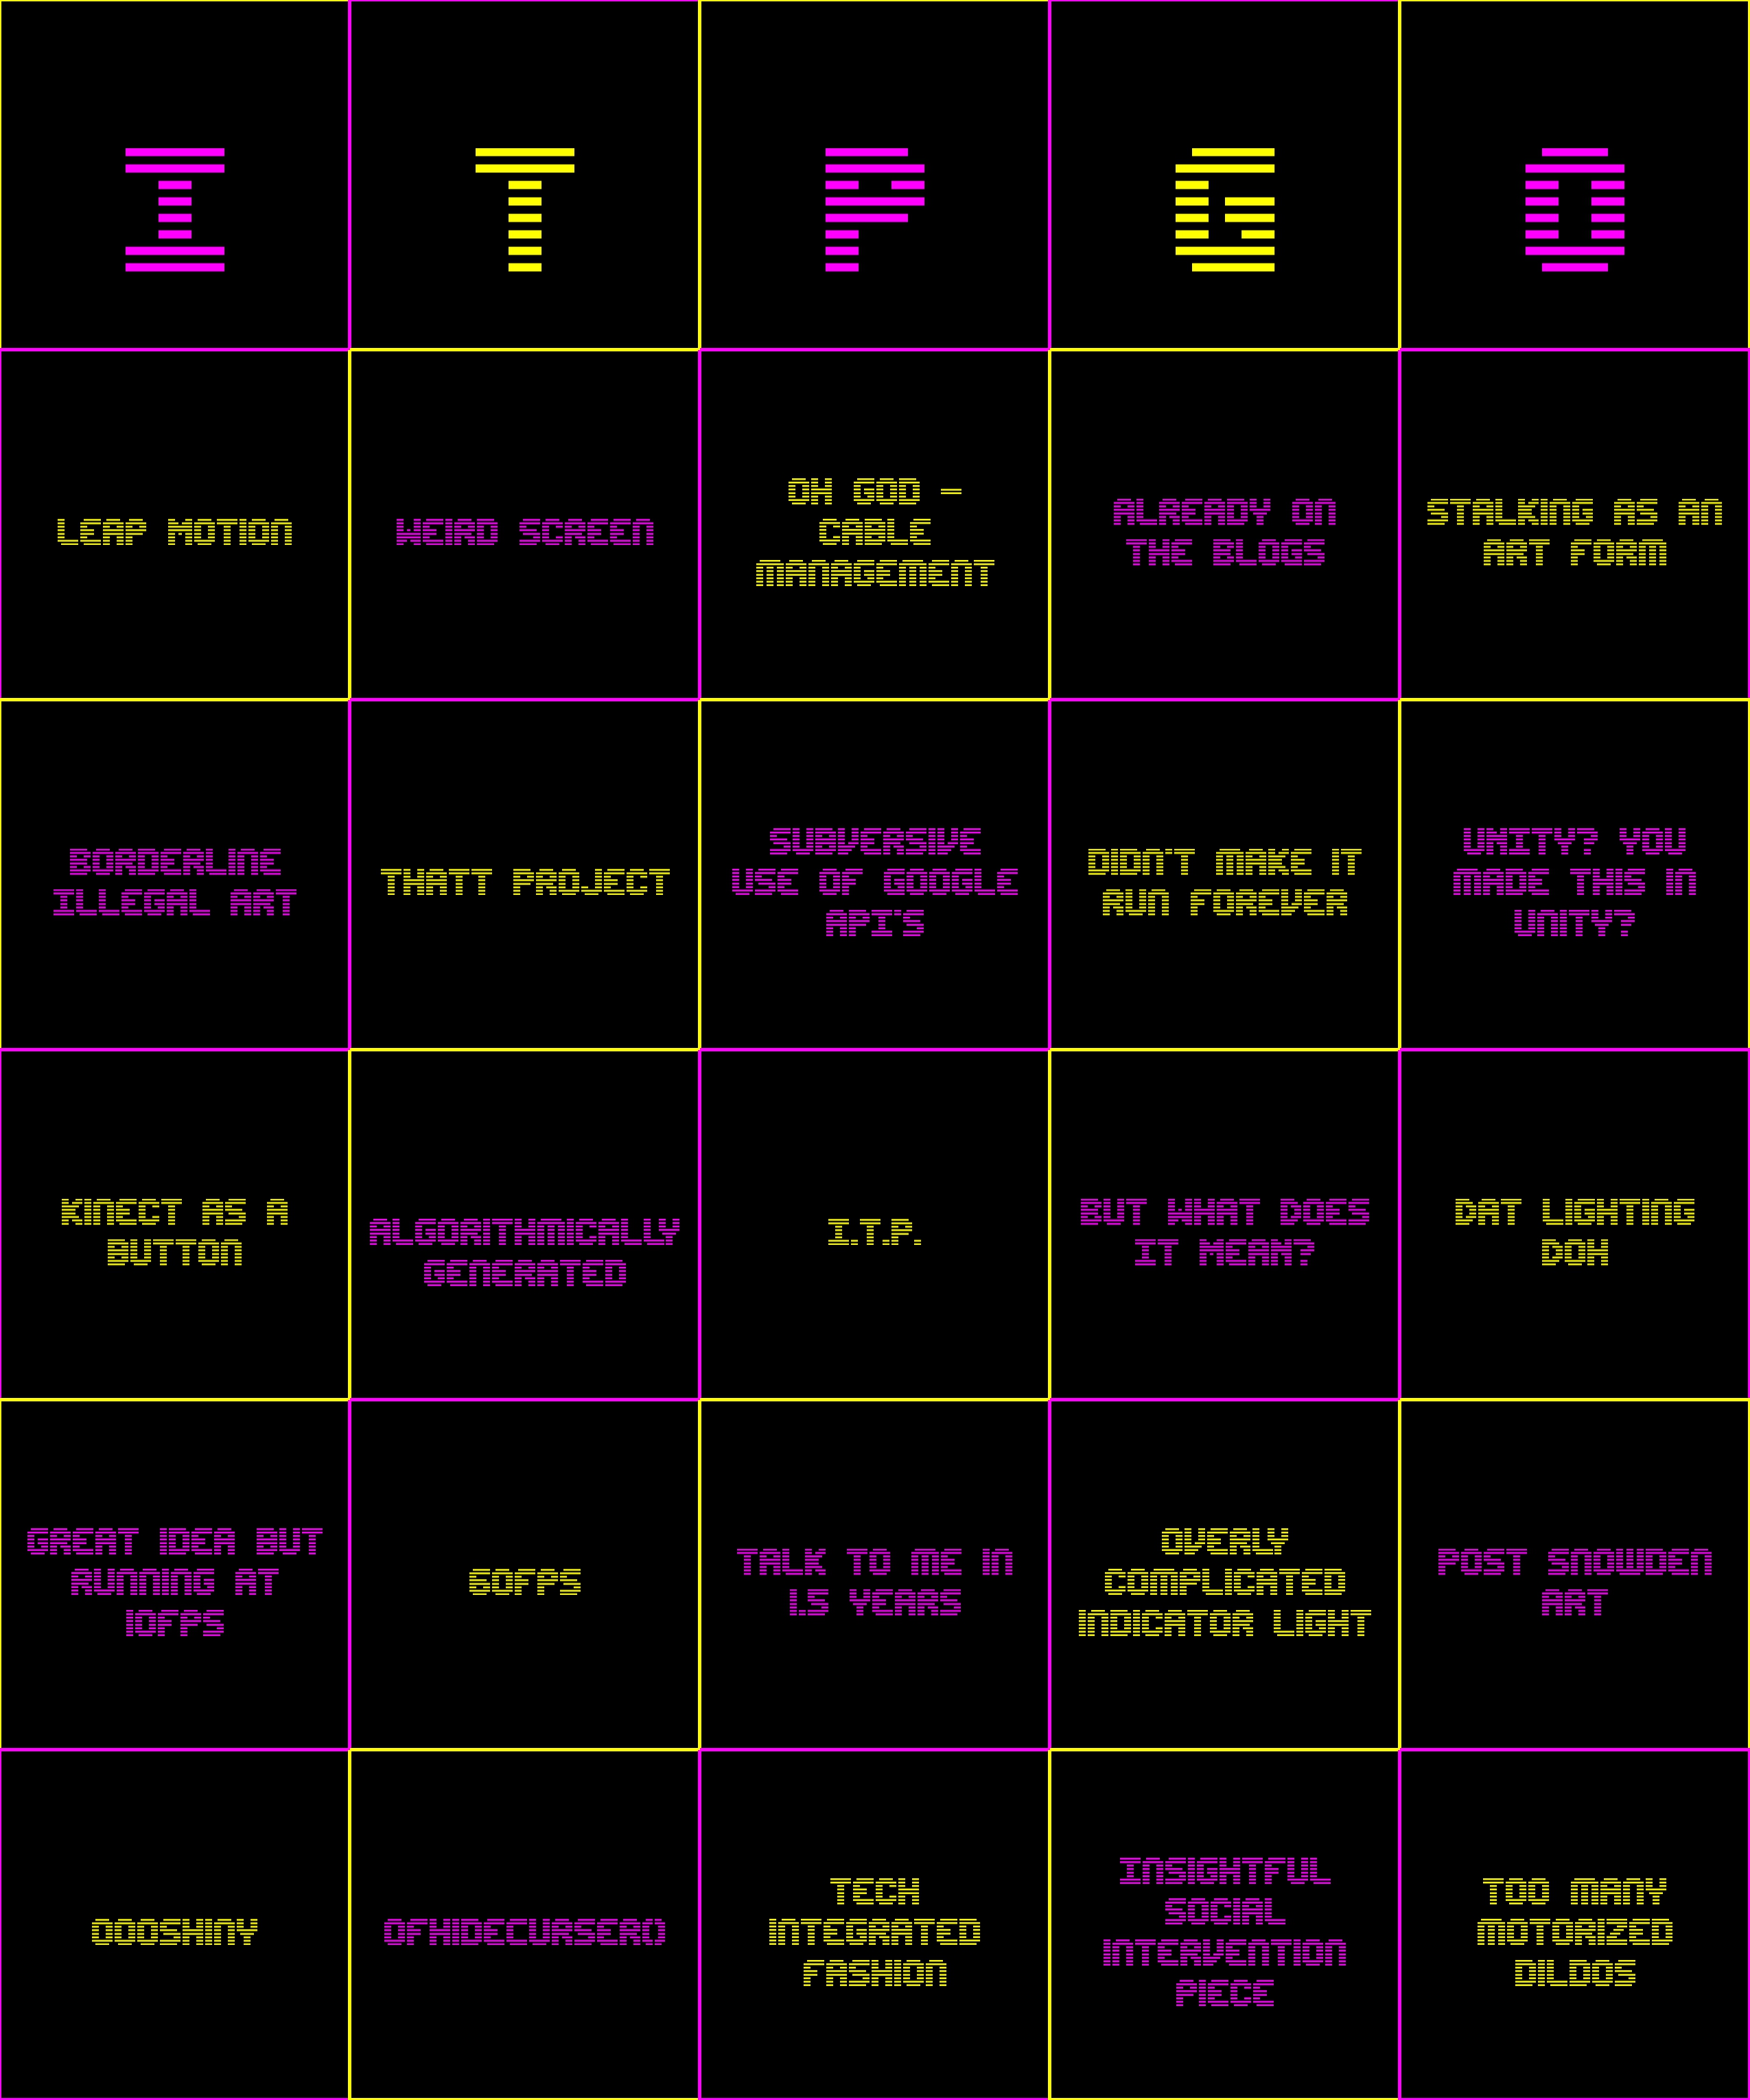 I T P G O
LEAP MOTION
WEIRD SCREEN
OH GOD -
CABLE
MANAGEMENT
ALREADY ON
THE BLOGS
STALKING AS AN
ART FORM
BORDERLINE
ILLEGAL ART
THATT PROJECT
SUBVERSIVE
USE OF GOOGLE
API'S
DIDN'T MAKE IT
RUN FOREVER
UNITY? YOU
MADE THIS IN
UNITY?
KINECT AS A
BUTTON
ALGORITHMICALLY
GENERATED
I.T.P.
BUT WHAT DOES
IT MEAN?
DAT LIGHTING
DOH
GREAT IDEA BUT
RUNNING AT
10FPS
60FPS
TALK TO ME IN
1.5 YEARS
OVERLY
COMPLICATED
INDICATOR LIGHT
POST SNOWDEN
ART
OOOSHINY
OFHIDECURSER()
TECH
INTEGRATED
FASHION
INSIGHTFUL
SOCIAL
INTERVENTION
PIECE
TOO MANY
MOTORIZED
DILDOS